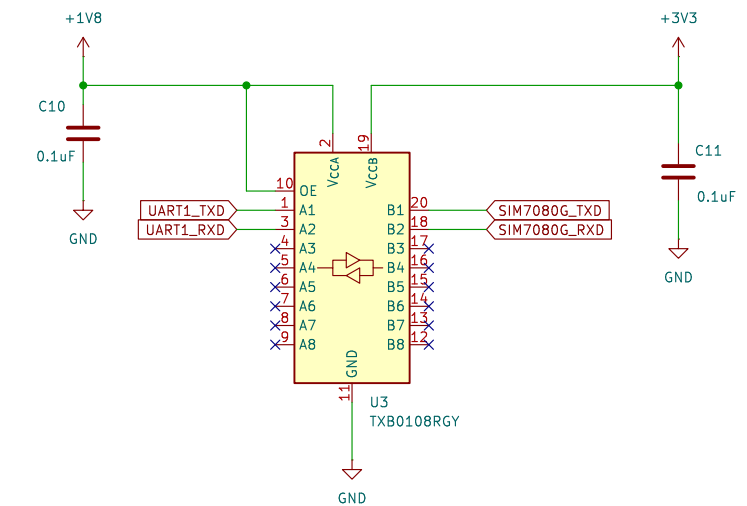 +1V8
+3V3
C10
0.1uF
GND
C11
0.1uF
GND
2
19
VCCA
VCCB
10
OE
1
A1
B1
20
UART1_TXD
SIM7080G_TXD
3
A2
B2
18
UART1_RXD
SIM7080G_RXD
4
A3
B3
17
5
A4
B4
16
6
A5
B5
15
7
A6
B6
14
8
A7
B7
13
9
A8
B8
12
GND
11
U3
TXB0108RGY
GND